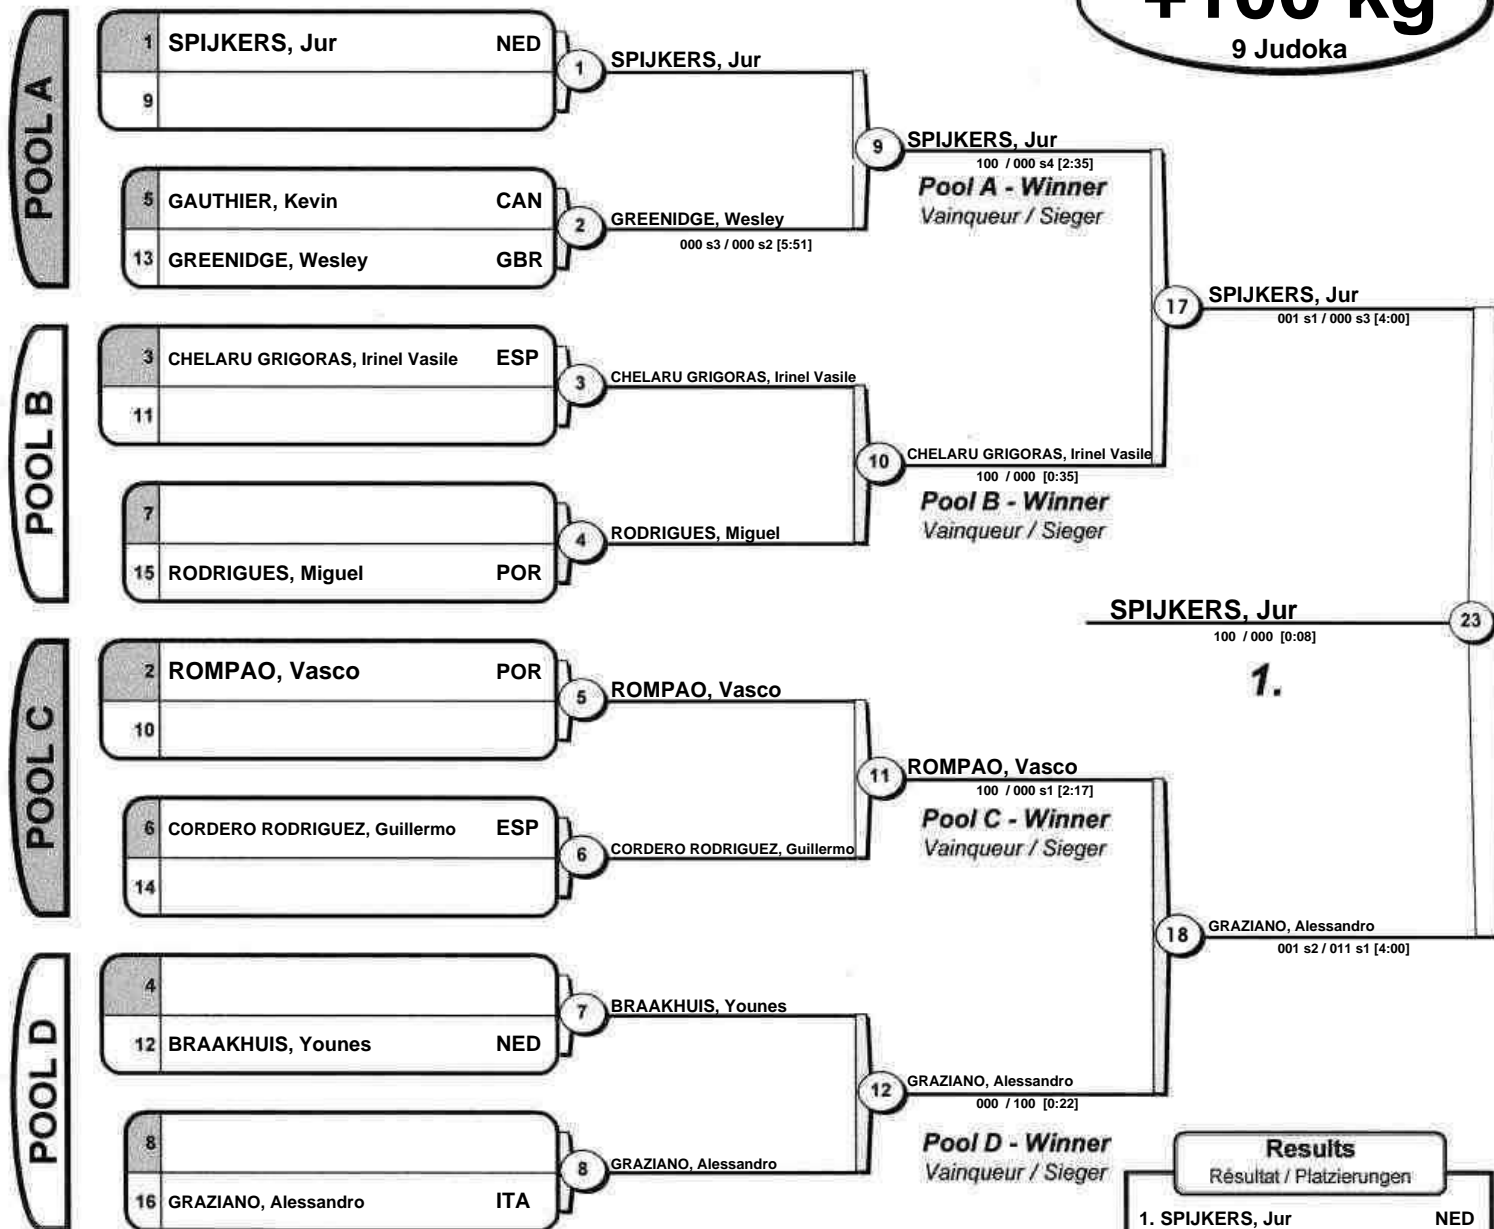 +100 kg
9 Judoka
POOL A
1 SPIJKERS, Jur NED
9
5 GAUTHIER, Kevin CAN
13 GREENIDGE, Wesley GBR
1 SPIJKERS, Jur
2 GREENIDGE, Wesley
000 s3 / 000 s2 [5:51]
9 SPIJKERS, Jur
100 / 000 s4 [2:35]
Pool A - Winner
Vainqueur / Sieger
POOL B
3 CHELARU GRIGORAS, Irinel Vasile ESP
11
7
15 RODRIGUES, Miguel POR
3 CHELARU GRIGORAS, Irinel Vasile
4 RODRIGUES, Miguel
10 CHELARU GRIGORAS, Irinel Vasile
100 / 000 [0:35]
Pool B - Winner
Vainqueur / Sieger
17 SPIJKERS, Jur
001 s1 / 000 s3 [4:00]
SPIJKERS, Jur 23
100 / 000 [0:08]
1.
POOL C
2 ROMPAO, Vasco POR
10
6 CORDERO RODRIGUEZ, Guillermo ESP
14
5 ROMPAO, Vasco
6 CORDERO RODRIGUEZ, Guillermo
11 ROMPAO, Vasco
100 / 000 s1 [2:17]
Pool C - Winner
Vainqueur / Sieger
POOL D
4
12 BRAAKHUIS, Younes NED
8
16 GRAZIANO, Alessandro ITA
7 BRAAKHUIS, Younes
8 GRAZIANO, Alessandro
12 GRAZIANO, Alessandro
000 / 100 [0:22]
Pool D - Winner
Vainqueur / Sieger
18 GRAZIANO, Alessandro
001 s2 / 011 s1 [4:00]
Results
Résultat / Platzierungen
1. SPIJKERS, Jur NED